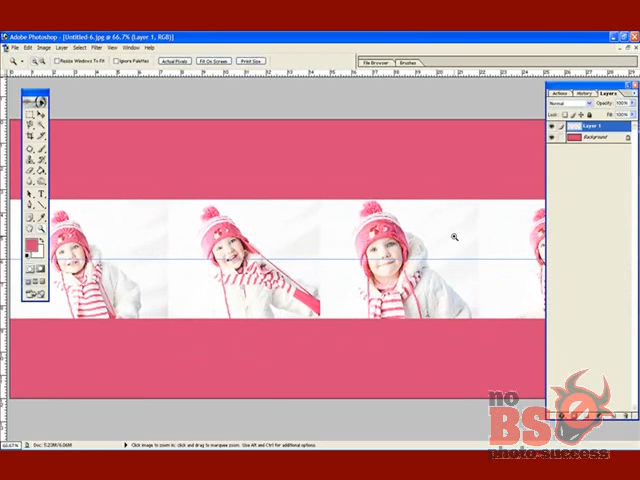 Adobe Photoshop - [Untitled-6.jpg @ 66.7% (Layer 1, RGB)]
File Edit Image Layer Select Filter View Window Help
Resize Windows To Fit Ignore Palettes Actual Pixels Fit On Screen Print Size File Browser Brushes
Actions History Layers
Normal Opacity: 100%
Lock: Fill: 100%
Layer 1
Background
no
BS
photo success
66.67% Doc: 5.23M/6.06M Click image to zoom in; click and drag to marquee zoom. Use Alt and Ctrl for additional options.